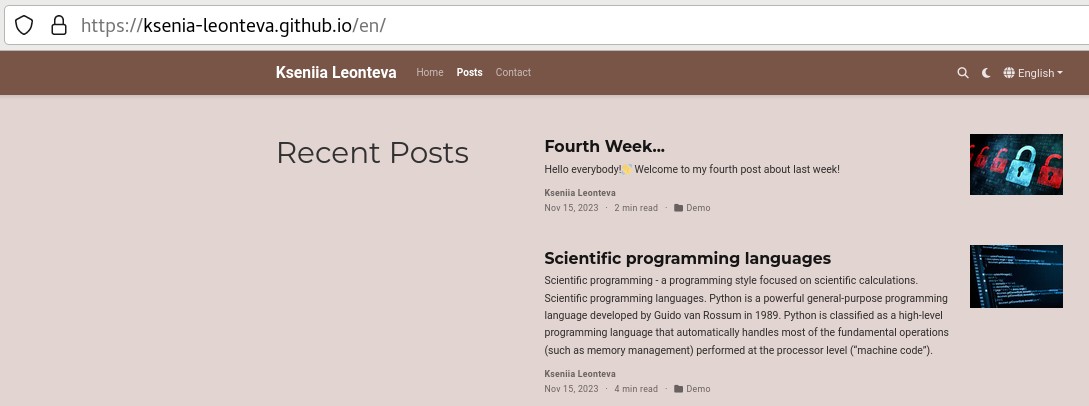 https://ksenia-leonteva.github.io/en/
Kseniia Leonteva Home Posts Contact English
Recent Posts
Fourth Week...
Hello everybody!👋 Welcome to my fourth post about last week!
Kseniia Leonteva
Nov 15, 2023 · 2 min read · Demo
Scientific programming languages
Scientific programming - a programming style focused on scientific calculations.
Scientific programming languages. Python is a powerful general-purpose programming
language developed by Guido van Rossum in 1989. Python is classified as a high-level
programming language that automatically handles most of the fundamental operations
(such as memory management) performed at the processor level (“machine code”).
Kseniia Leonteva
Nov 15, 2023 · 4 min read · Demo